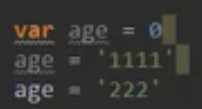 var age = 0
age = '1111'
age = '222'